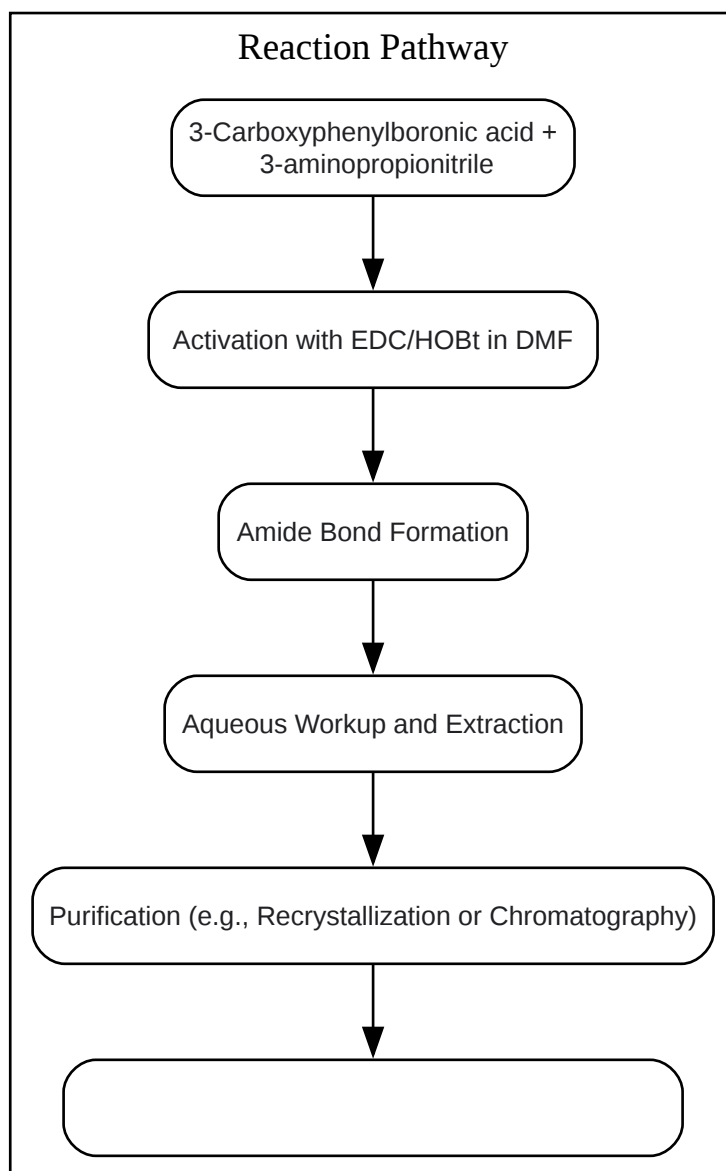 Reaction Pathway
3-Carboxyphenylboronic acid +
3-aminopropionitrile
Activation with EDC/HOBt in DMF
Amide Bond Formation
Aqueous Workup and Extraction
Purification (e.g., Recrystallization or Chromatography)